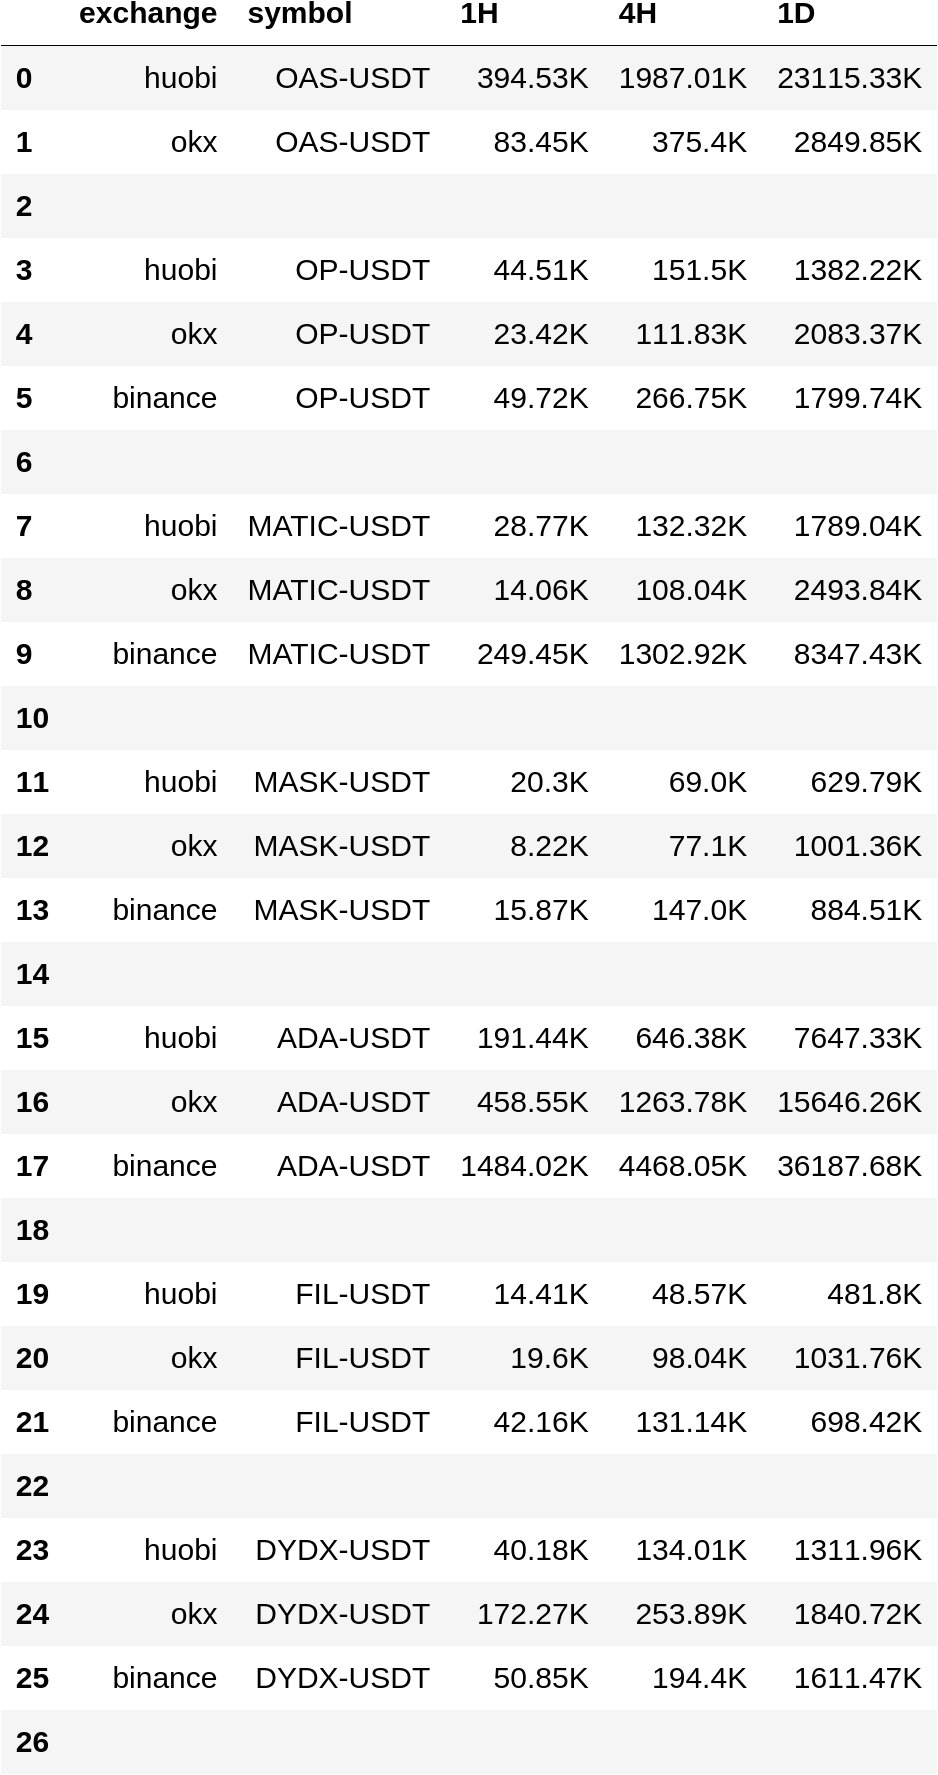 exchange symbol 1H 4H 1D
0 huobi OAS-USDT 394.53K 1987.01K 23115.33K
1 okx OAS-USDT 83.45K 375.4K 2849.85K
2
3 huobi OP-USDT 44.51K 151.5K 1382.22K
4 okx OP-USDT 23.42K 111.83K 2083.37K
5 binance OP-USDT 49.72K 266.75K 1799.74K
6
7 huobi MATIC-USDT 28.77K 132.32K 1789.04K
8 okx MATIC-USDT 14.06K 108.04K 2493.84K
9 binance MATIC-USDT 249.45K 1302.92K 8347.43K
10
11 huobi MASK-USDT 20.3K 69.0K 629.79K
12 okx MASK-USDT 8.22K 77.1K 1001.36K
13 binance MASK-USDT 15.87K 147.0K 884.51K
14
15 huobi ADA-USDT 191.44K 646.38K 7647.33K
16 okx ADA-USDT 458.55K 1263.78K 15646.26K
17 binance ADA-USDT 1484.02K 4468.05K 36187.68K
18
19 huobi FIL-USDT 14.41K 48.57K 481.8K
20 okx FIL-USDT 19.6K 98.04K 1031.76K
21 binance FIL-USDT 42.16K 131.14K 698.42K
22
23 huobi DYDX-USDT 40.18K 134.01K 1311.96K
24 okx DYDX-USDT 172.27K 253.89K 1840.72K
25 binance DYDX-USDT 50.85K 194.4K 1611.47K
26